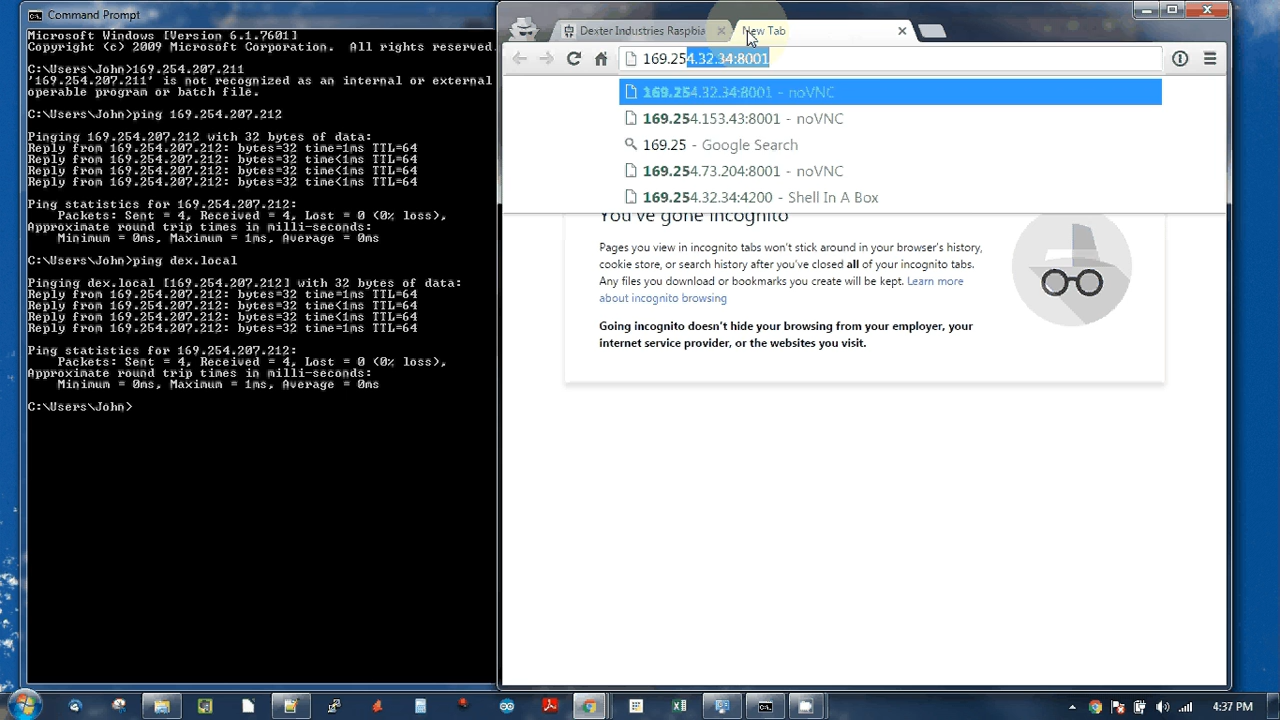 Command Prompt
Microsoft Windows [Version 6.1.7601]
Copyright (c) 2009 Microsoft Corporation. All rights reserved.
C:\Users\John>169.254.207.211
'169.254.207.211' is not recognized as an internal or external
operable program or batch file.
C:\Users\John>ping 169.254.207.212
Pinging 169.254.207.212 with 32 bytes of data:
Reply from 169.254.207.212: bytes=32 time=1ms TTL=64
Reply from 169.254.207.212: bytes=32 time<1ms TTL=64
Reply from 169.254.207.212: bytes=32 time<1ms TTL=64
Reply from 169.254.207.212: bytes=32 time<1ms TTL=64
Ping statistics for 169.254.207.212:
Packets: Sent = 4, Received = 4, Lost = 0 (0% loss),
Approximate round trip times in milli-seconds:
Minimum = 0ms, Maximum = 1ms, Average = 0ms
C:\Users\John>ping dex.local
Pinging dex.local [169.254.207.212] with 32 bytes of data:
Reply from 169.254.207.212: bytes=32 time=1ms TTL=64
Reply from 169.254.207.212: bytes=32 time<1ms TTL=64
Reply from 169.254.207.212: bytes=32 time<1ms TTL=64
Reply from 169.254.207.212: bytes=32 time<1ms TTL=64
Ping statistics for 169.254.207.212:
Packets: Sent = 4, Received = 4, Lost = 0 (0% loss),
Approximate round trip times in milli-seconds:
Minimum = 0ms, Maximum = 1ms, Average = 0ms
C:\Users\John>
Dexter Industries Raspbia
New Tab
169.254.32.34:8001
169.254.32.34:8001 - noVNC
169.254.153.43:8001 - noVNC
169.25 - Google Search
169.254.73.204:8001 - noVNC
169.254.32.34:4200 - Shell In A Box
You've gone incognito
Pages you view in incognito tabs won't stick around in your browser's history,
cookie store, or search history after you've closed all of your incognito tabs.
Any files you download or bookmarks you create will be kept. Learn more
about incognito browsing
Going incognito doesn't hide your browsing from your employer, your
internet service provider, or the websites you visit.
4:37 PM